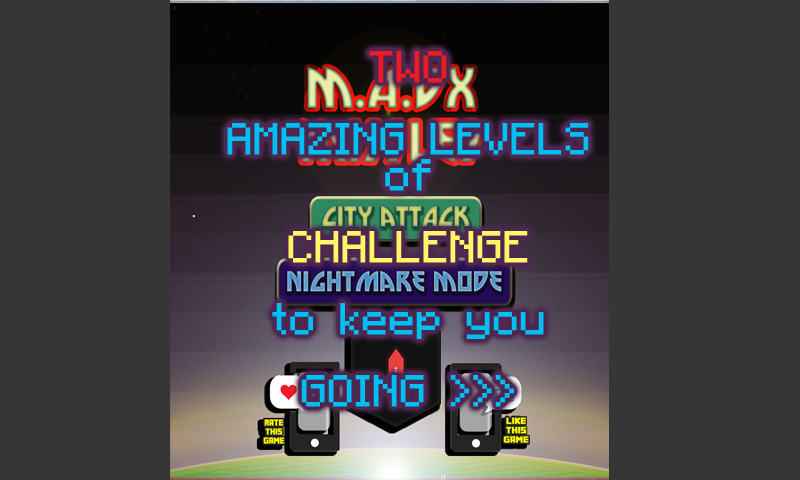 TWO
M.A.D X
AMAZING LEVELS
of
CITY ATTACK
CHALLENGE
NIGHTMARE MODE
to keep you
GOING >>>
RATE
THIS
GAME
LIKE
THIS
GAME